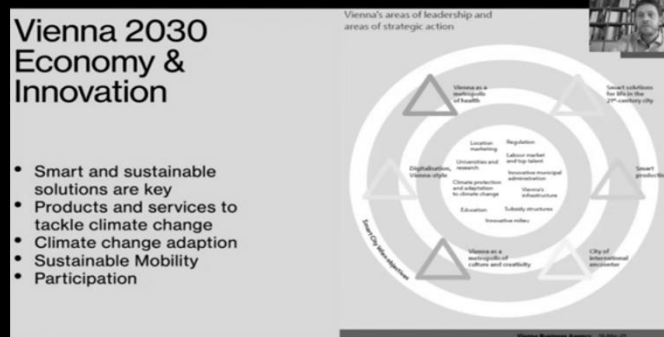 Vienna 2030
Economy &
Innovation
• Smart and sustainable
solutions are key
• Products and services to
tackle climate change
• Climate change adaption
• Sustainable Mobility
• Participation
Vienna's areas of leadership and
areas of strategic action
Vienna as a
metropolis
of health
Smart solutions
for life in the
21st-century city
Digitalisation,
Vienna-style
Smart
Vienna as a
metropolis of
culture and creativity
City of
international
encounter
Location
marketing
Regulation
Labour market
and top talent
Universities and
research
Innovative municipal
administration
Climate protection
and adaptation
to climate change
Vienna's
infrastructure
Education
Subsidy structures
Innovative milieu
Smart City Wien objectives
Vienna Business Agency